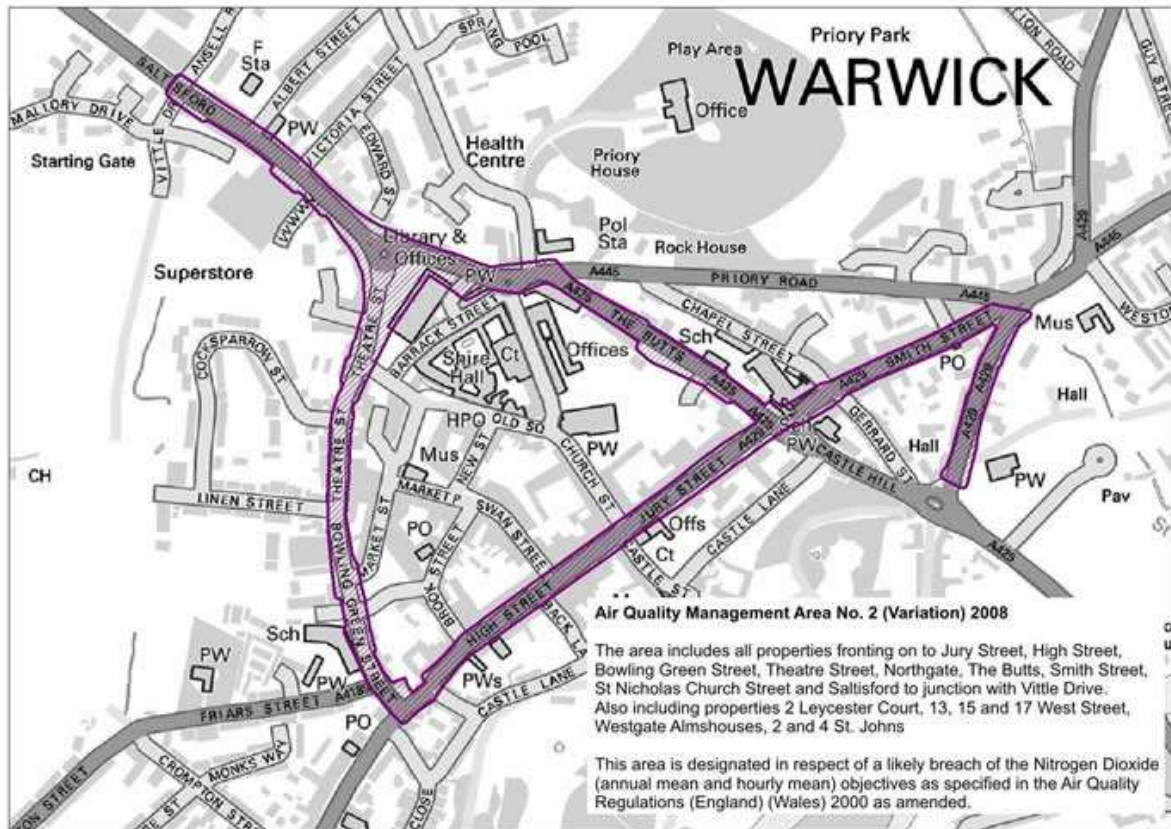 WARWICK
Priory Park
Play Area
Office
Priory
House
SPRING
POOL
ALBERT STREET
F
Sta
SALTISFORD
MALLORY DRIVE
Starting Gate
PW
VICTORIA STREET
EDWARD ST
Health
Centre
GUY STREET
Pol
Sta
Rock House
Library &
Offices
PW
Superstore
A445
PRIORY ROAD
A445
A429
A445
A425
THE BUTTS
CHAPEL STREET
Sch
SMITH STREET
PO
Mus
THEATRE ST
BARRACK STREET
Shire
Hall
Ct
Offices
COCKSPARROW ST
A425
A429
A429
A429
Hall
Hall
GERRARD ST
HPO
OLD SQ
PW
PW
CASTLE HILL
PW
Pav
CH
THEATRE ST
LINEN STREET
Mus
NEW ST
MARKET P
MARKET ST
CHURCH ST
JURY STREET
A429
SWAN STREE
PO
Offs
Ct
CASTLE LANE
A425
BROOK STREET
BOWLING GREEN STREET
HIGH STREET
BACK LA
Sch
PW
PW
PWs
CASTLE LANE
FRIARS STREET
PO
MONKS WAY
CROMPTON STREET
CLOSE
Air Quality Management Area No. 2 (Variation) 2008
The area includes all properties fronting on to Jury Street, High Street,
Bowling Green Street, Theatre Street, Northgate, The Butts, Smith Street,
St Nicholas Church Street and Saltisford to junction with Vittle Drive.
Also including properties 2 Leycester Court, 13, 15 and 17 West Street,
Westgate Almshouses, 2 and 4 St. Johns
This area is designated in respect of a likely breach of the Nitrogen Dioxide
(annual mean and hourly mean) objectives as specified in the Air Quality
Regulations (England) (Wales) 2000 as amended.